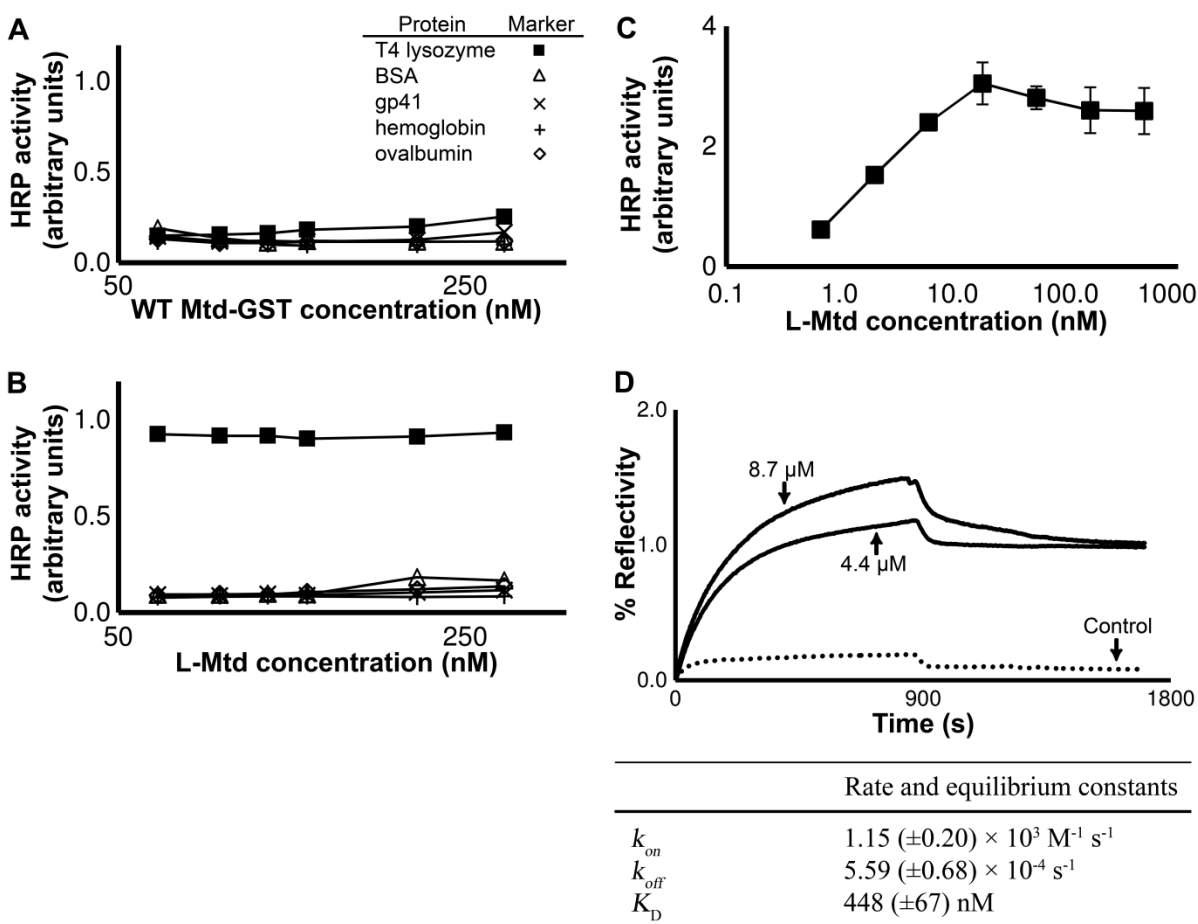 A
Protein Marker
T4 lysozyme
BSA
gp41
hemoglobin
ovalbumin
HRP activity
(arbitrary units)
1.0
0.5
0.0
50
250
WT Mtd-GST concentration (nM)
B
HRP activity
(arbitrary units)
1.0
0.5
0.0
50
250
L-Mtd concentration (nM)
C
HRP activity
(arbitrary units)
4
2
0
0.1 1.0 10.0 100.0 1000
L-Mtd concentration (nM)
D
% Reflectivity
2.0
1.0
0.0
8.7 µM
4.4 µM
Control
0 900 1800
Time (s)
Rate and equilibrium constants
kon 1.15 (±0.20) × 10³ M⁻¹ s⁻¹
koff 5.59 (±0.68) × 10⁻⁴ s⁻¹
KD 448 (±67) nM